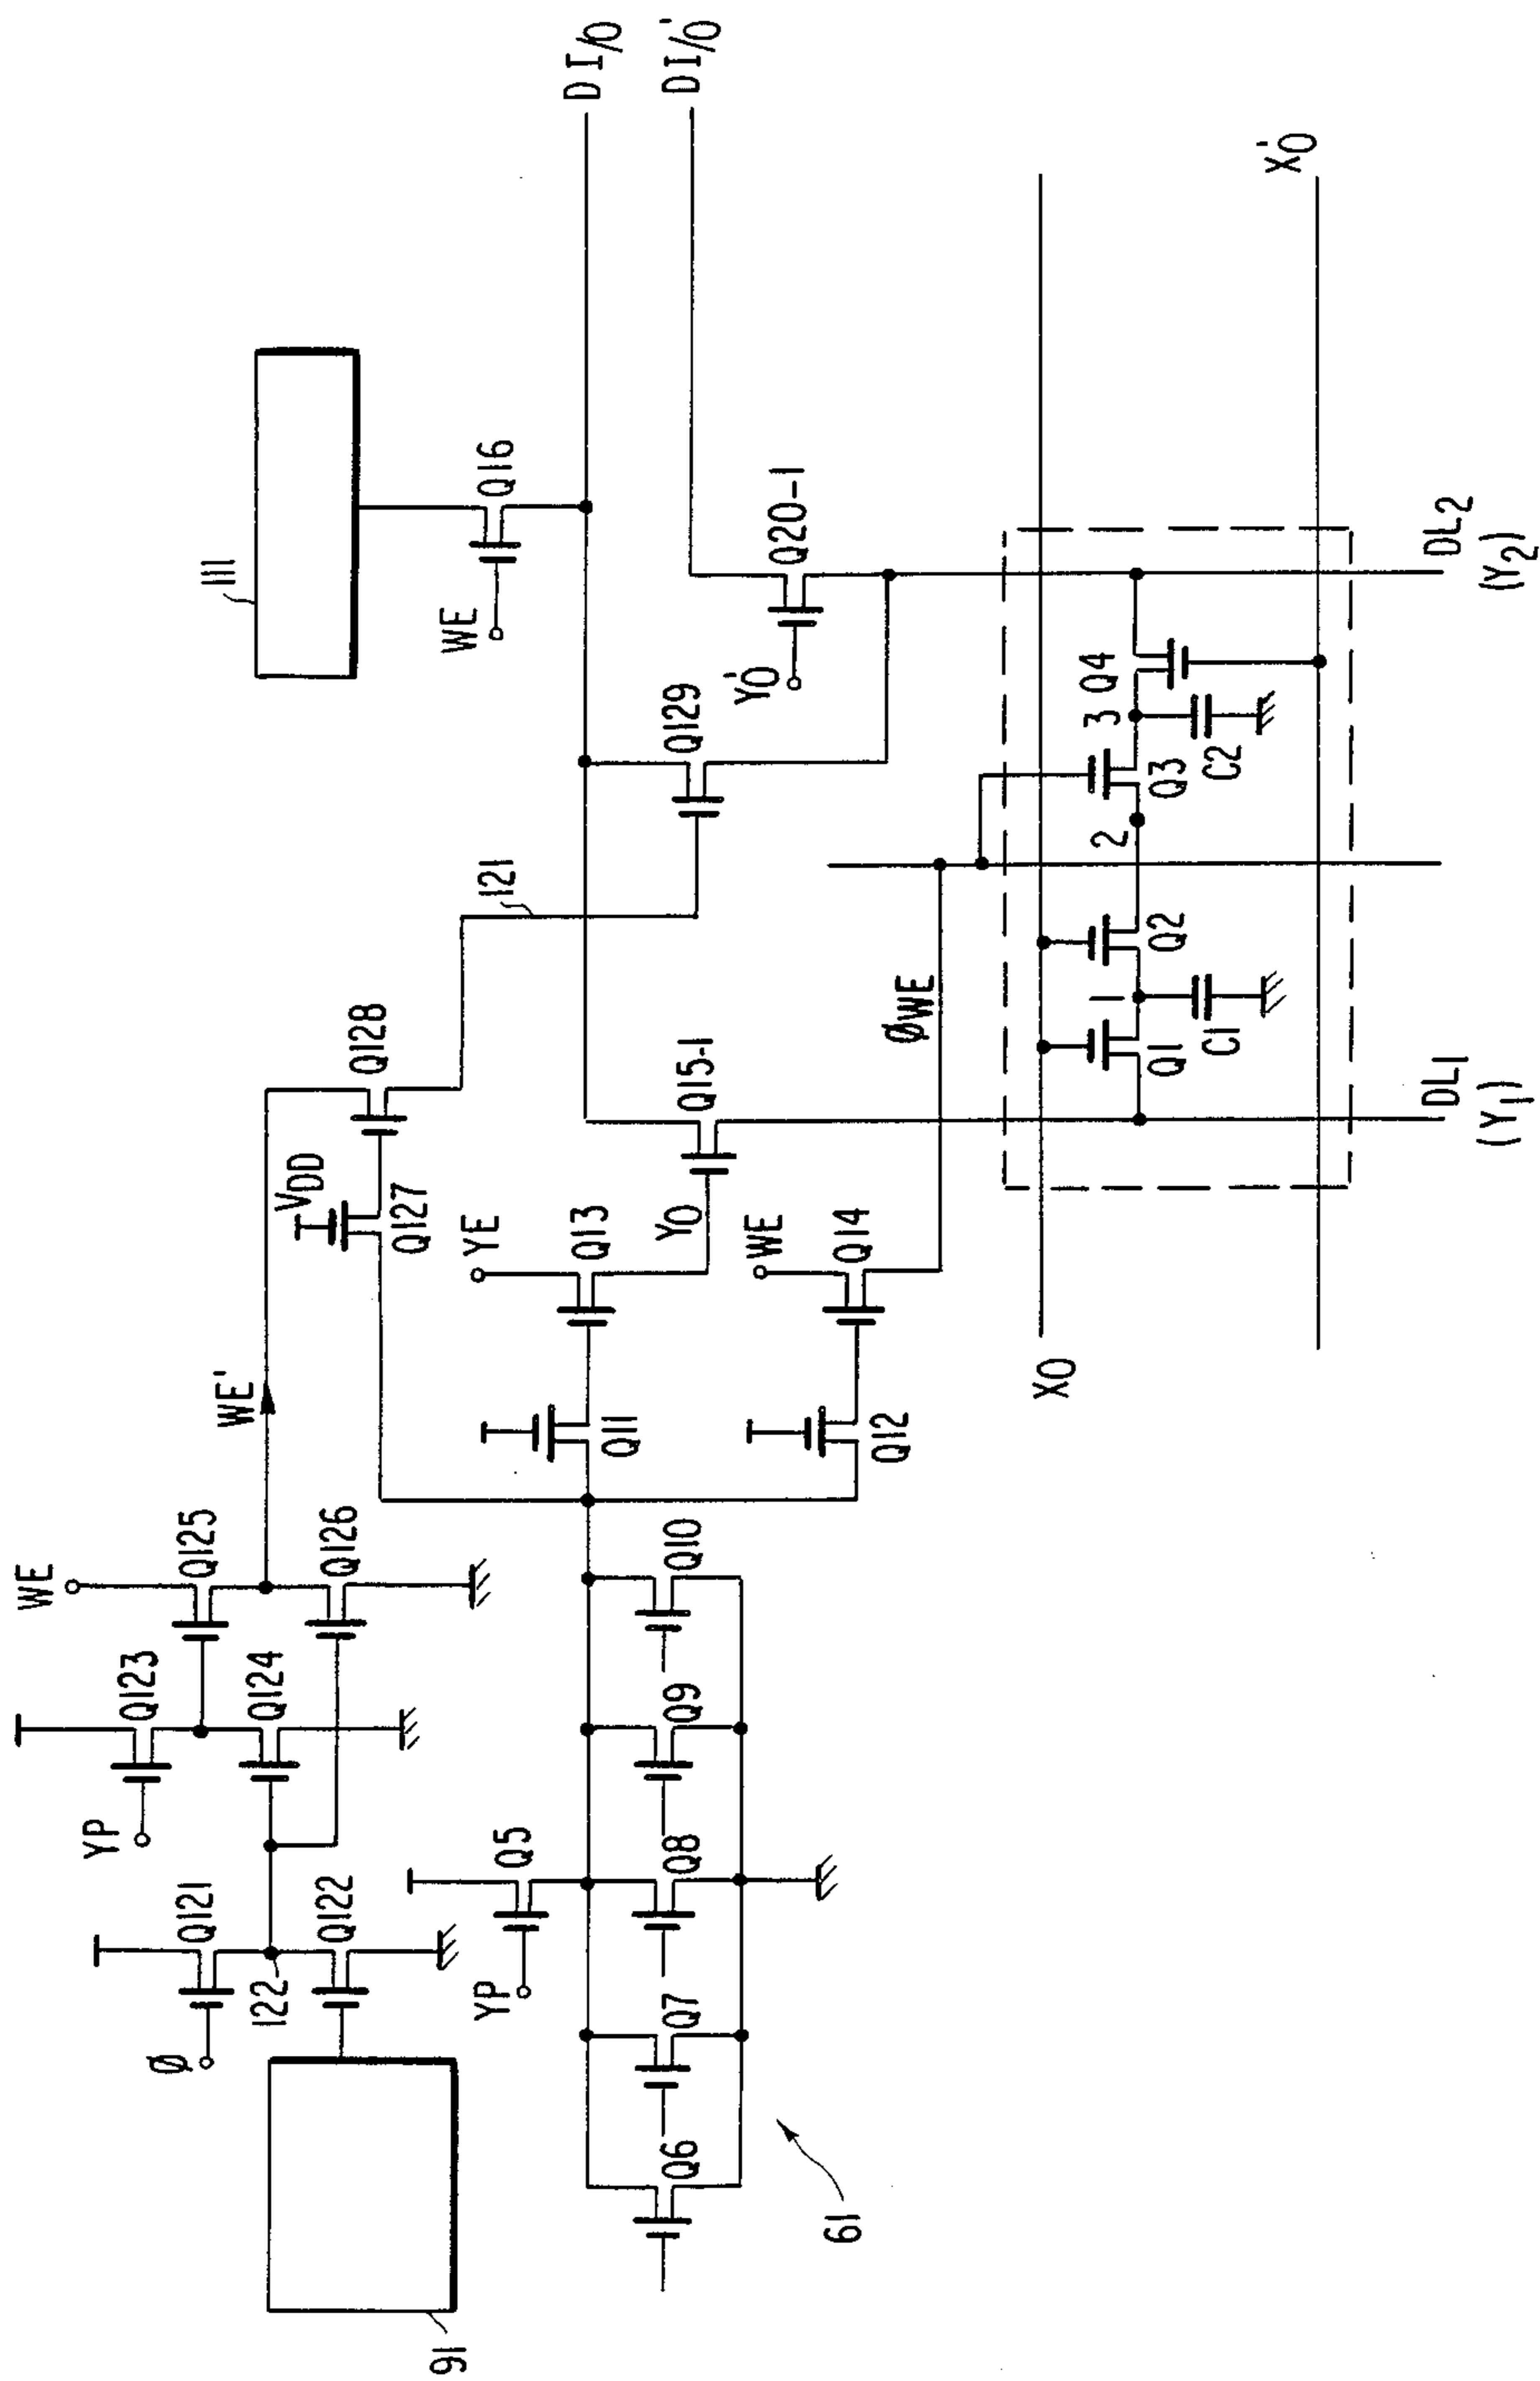 111
DI/O
DI/O'
WE
Q16
121
Q129
Y'0
Q20-1
X'0
WE'
VDD
Q128
Q127
YE
Q13
Y0
Q15-1
WE
Q14
ØWE
Q11
Q12
X0
WE
Q125
Q126
YP
Q123
Q124
Ø
Q121
122
Q122
91
YP
Q5
Q6
Q7
Q8
Q9
Q10
61
Q1
1
C1
Q2
2
Q3
3
C2
Q4
DL1
(Y1)
DL2
(Y2)